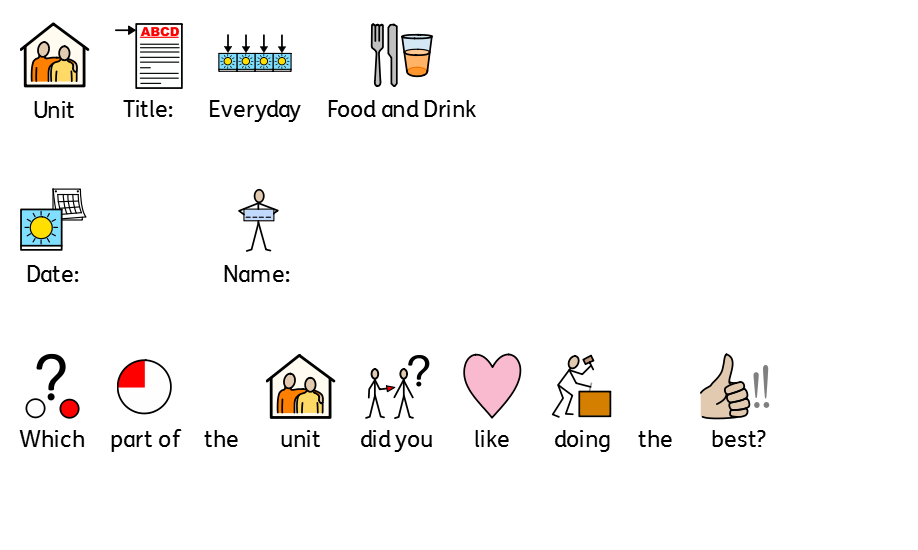 ABCD
Unit Title: Everyday Food and Drink
Date: Name:
? ?
Which part of the unit did you like doing the best?